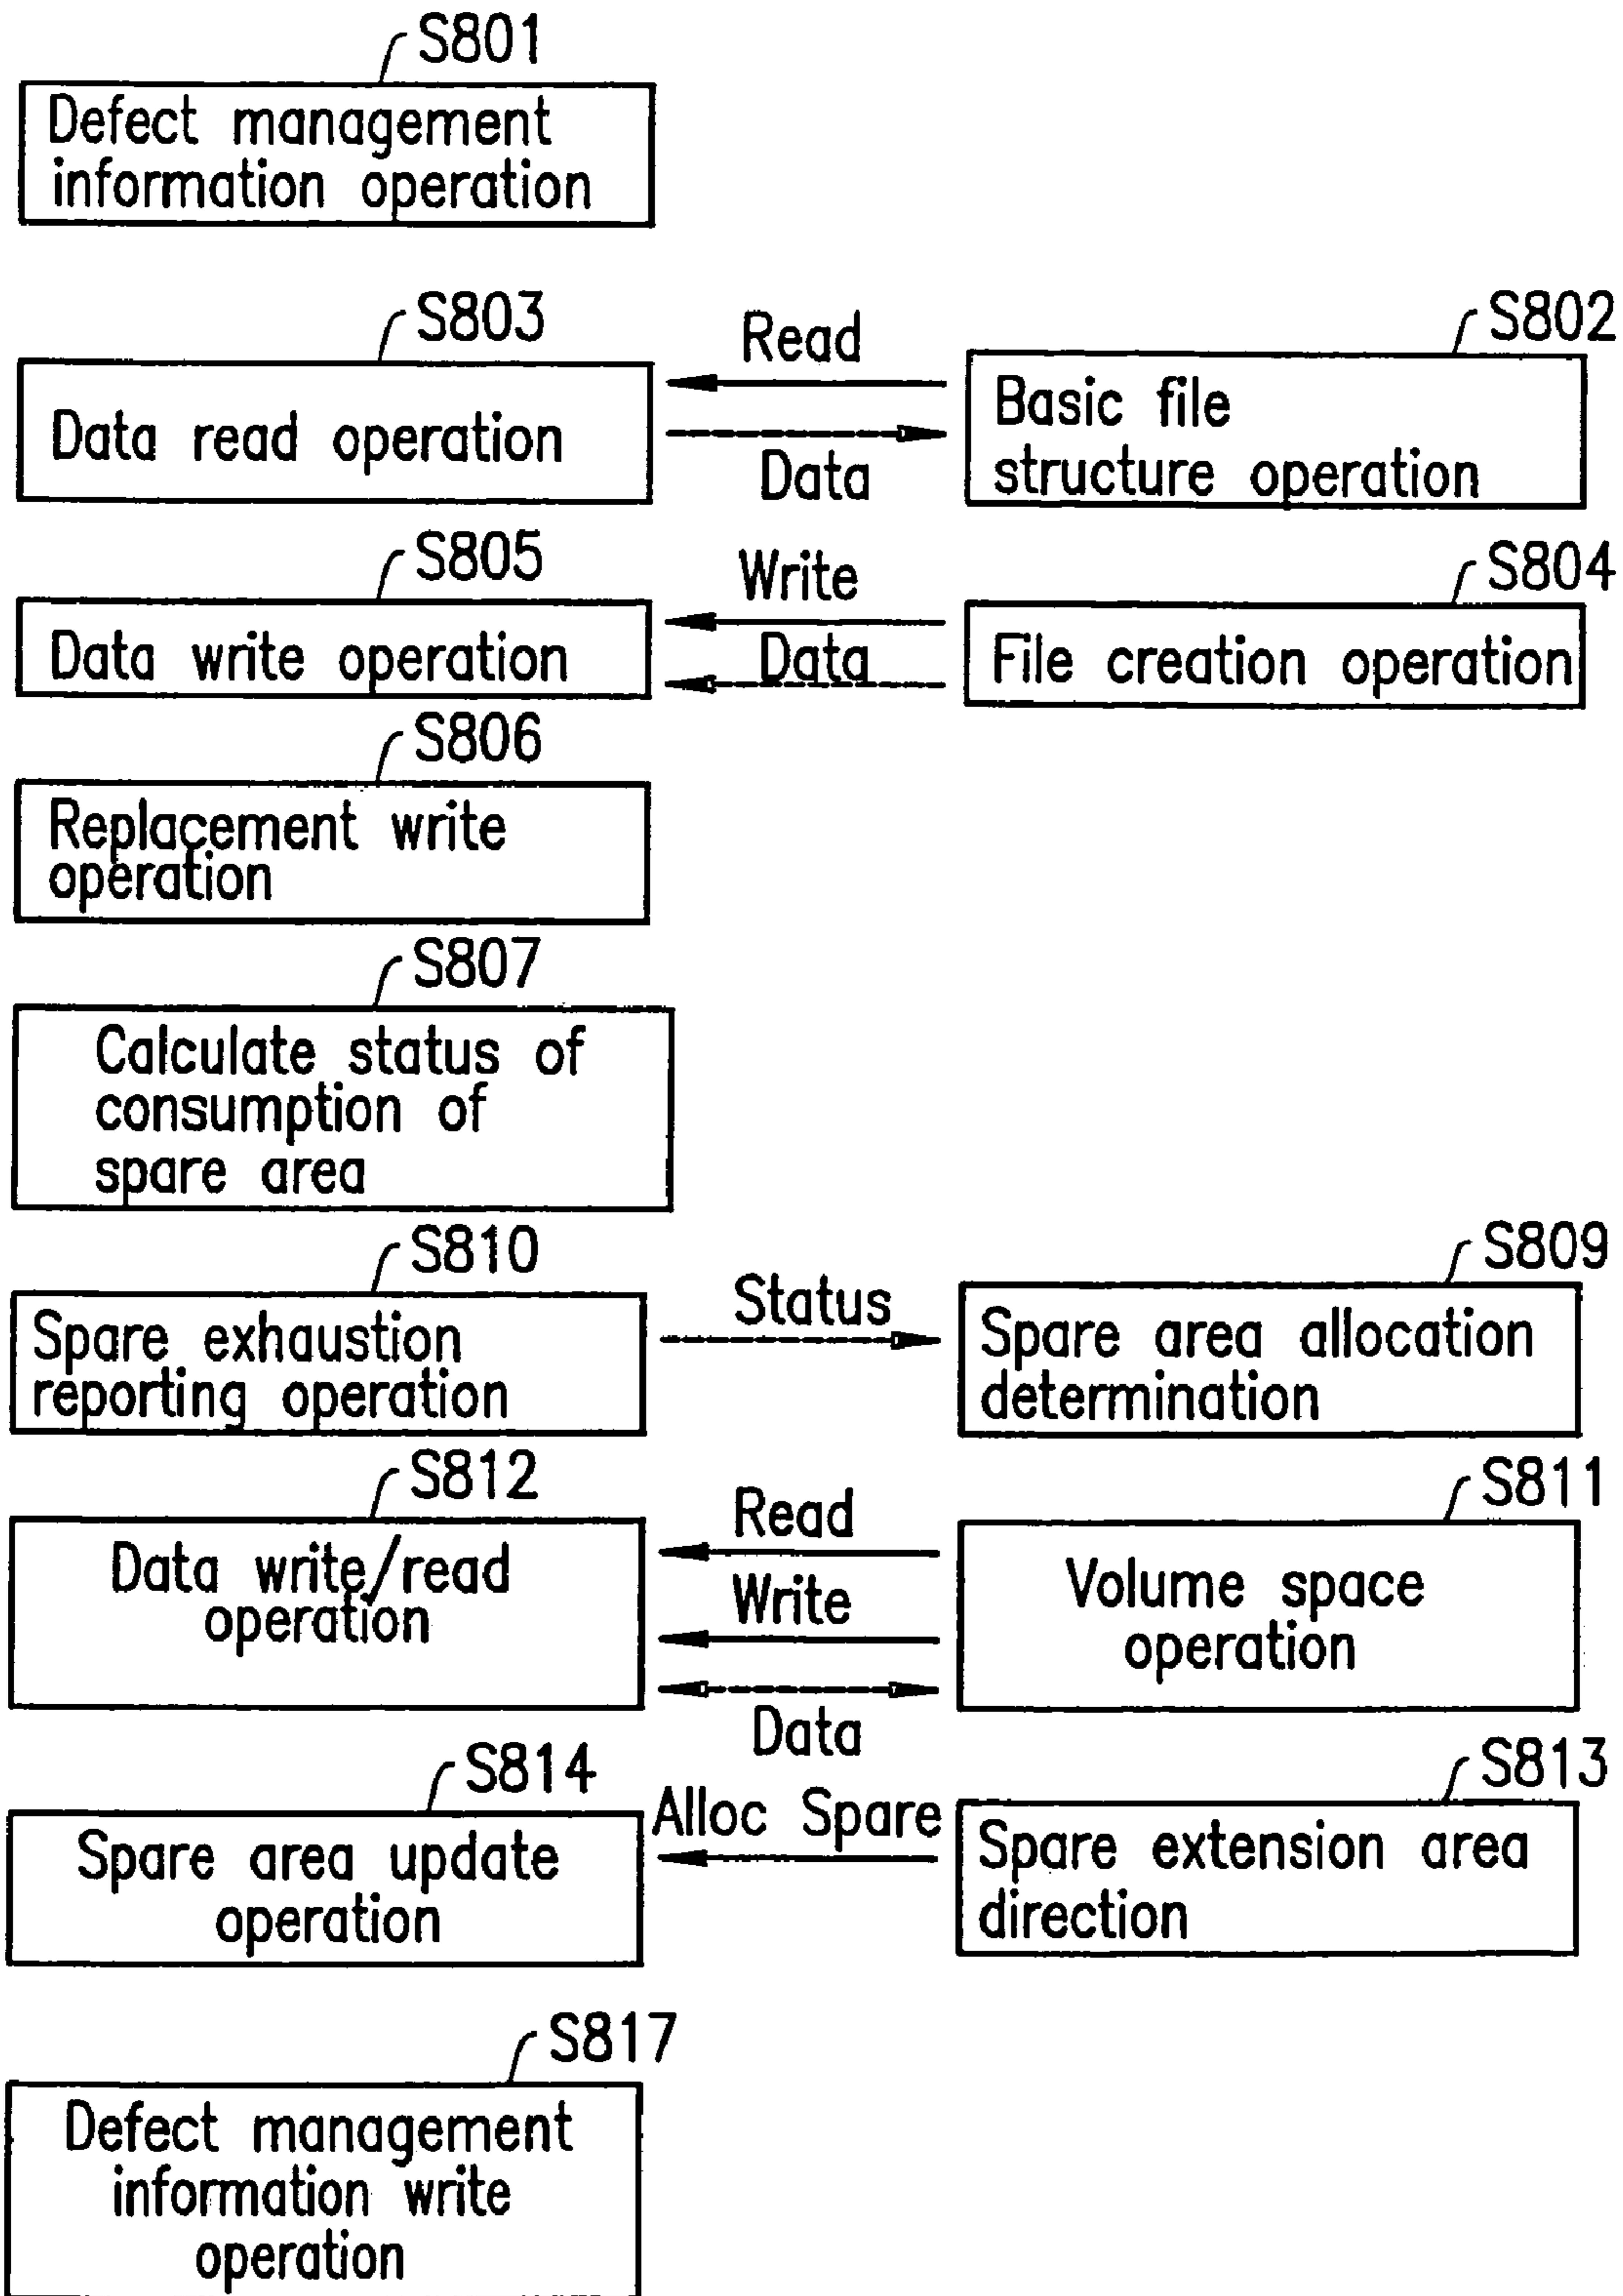 S801
Defect management
information operation
S803
Read
S802
Data read operation
Data
Basic file
structure operation
S805
Write
S804
Data write operation
Data
File creation operation
S806
Replacement write
operation
S807
Calculate status of
consumption of
spare area
S810
S809
Spare exhaustion
reporting operation
Status
Spare area allocation
determination
S812
S811
Data write/read
operation
Read
Write
Data
Volume space
operation
S814
S813
Spare area update
operation
Alloc Spare
Spare extension area
direction
S817
Defect management
information write
operation